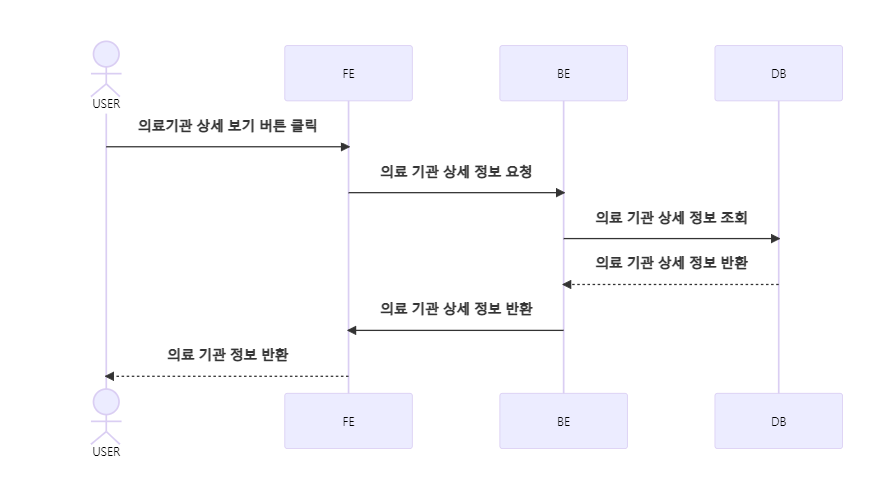 USER
FE
BE
DB
의료기관 상세 보기 버튼 클릭
의료 기관 상세 정보 요청
의료 기관 상세 정보 조회
의료 기관 상세 정보 반환
의료 기관 상세 정보 반환
의료 기관 정보 반환
USER
FE
BE
DB